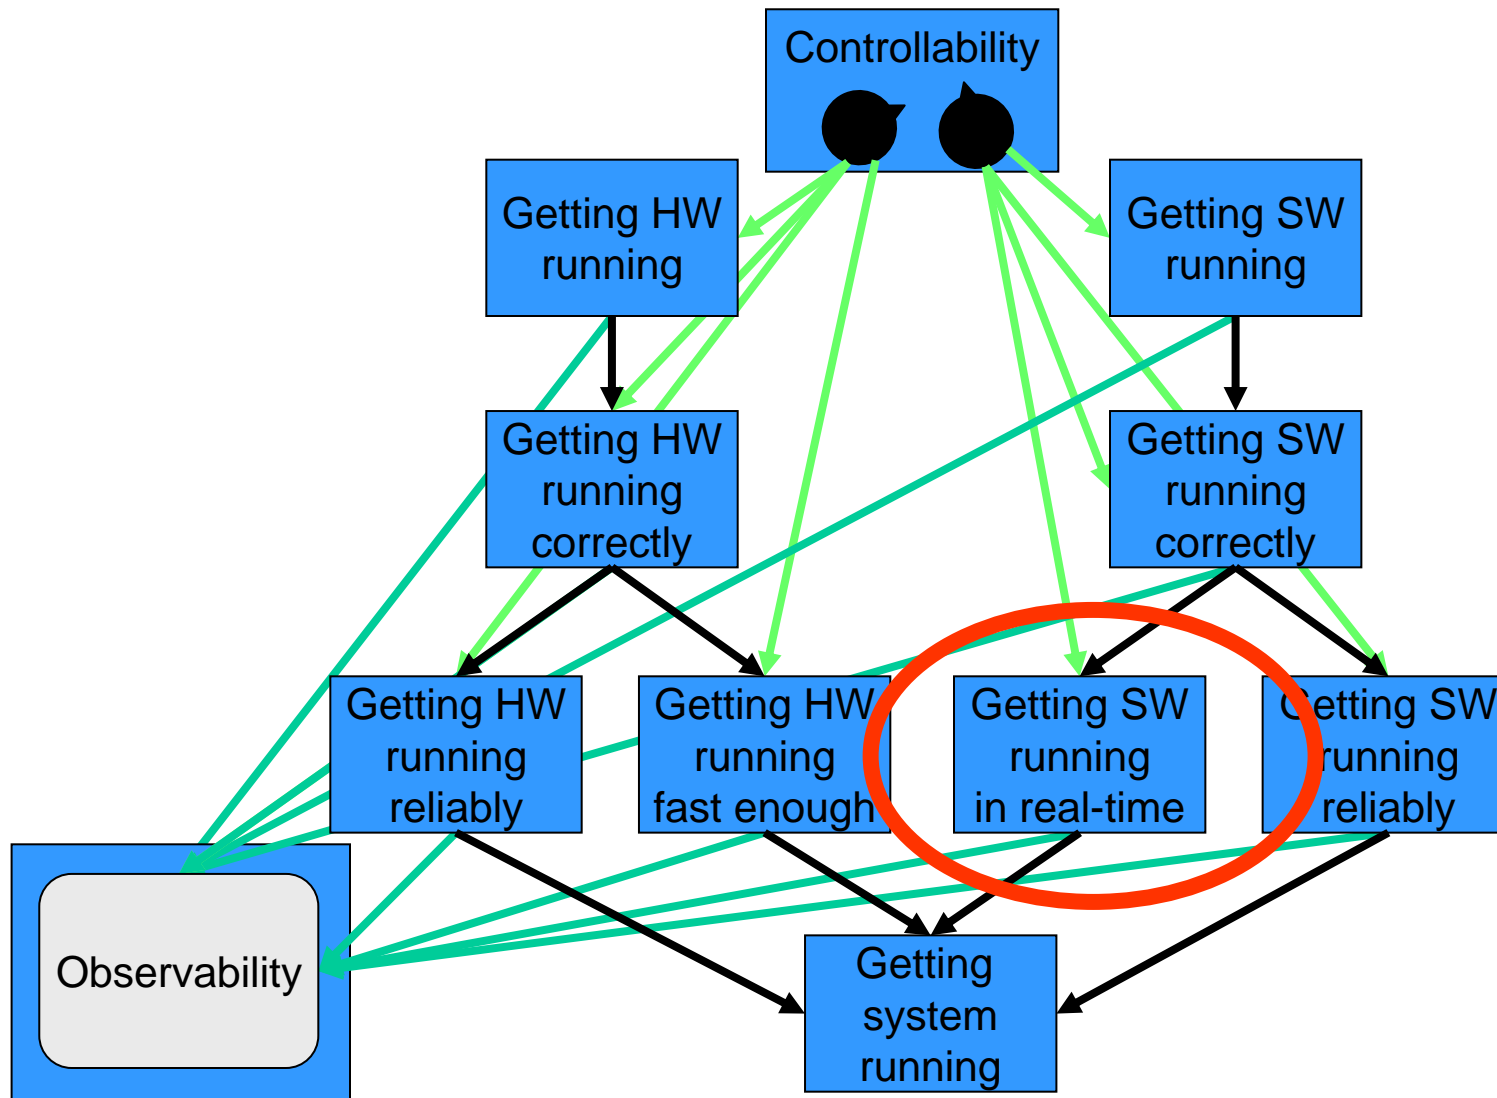 Controllability
Getting HW
running
Getting SW
running
Getting HW
running
correctly
Getting SW
running
correctly
Getting HW
running
reliably
Getting HW
running
fast enough
Getting SW
running
in real-time
Getting SW
running
reliably
Observability
Getting
system
running